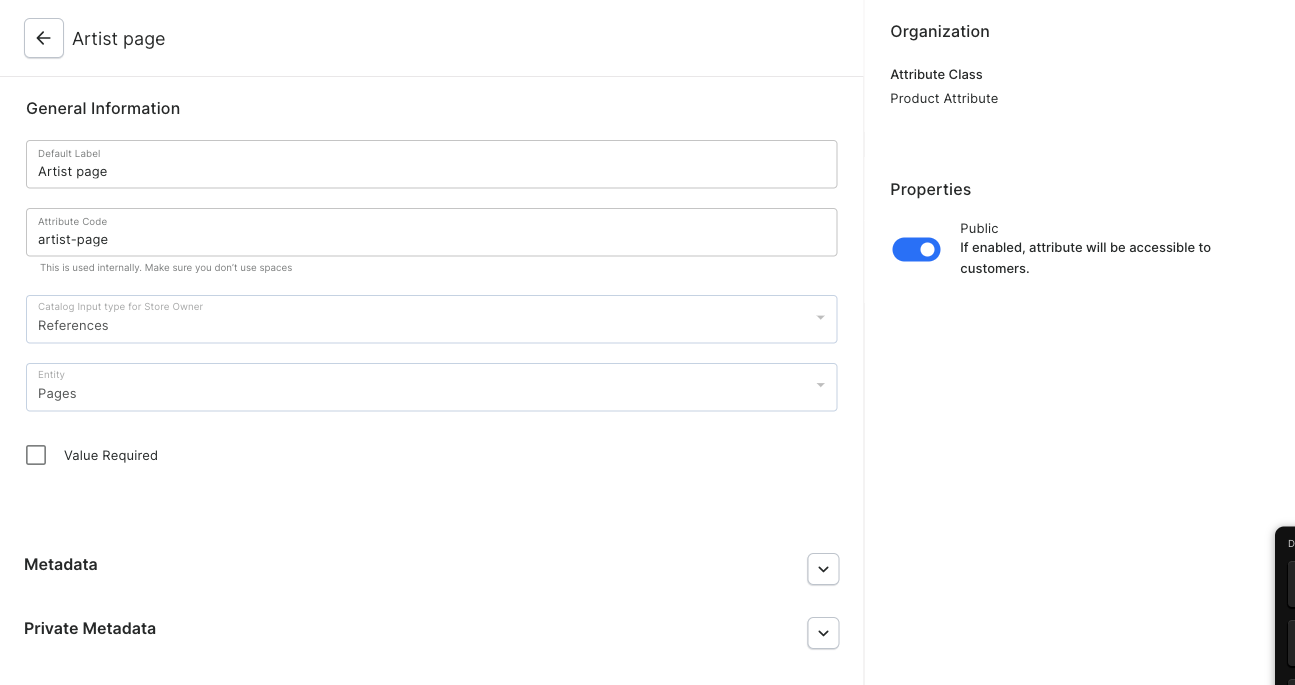 Artist page
General Information
Default Label
Artist page
Attribute Code
artist-page
This is used internally. Make sure you don't use spaces
Catalog Input type for Store Owner
References
Entity
Pages
Value Required
Metadata
Private Metadata
Organization
Attribute Class
Product Attribute
Properties
Public
If enabled, attribute will be accessible to
customers.
D